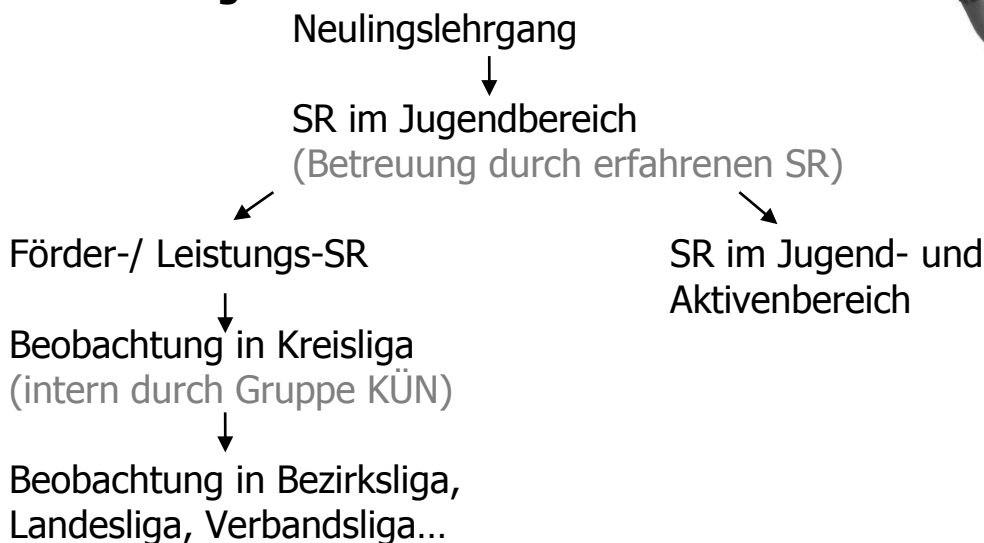 Neulingslehrgang
SR im Jugendbereich
(Betreuung durch erfahrenen SR)
Förder-/ Leistungs-SR
SR im Jugend- und
Aktivenbereich
Beobachtung in Kreisliga
(intern durch Gruppe KÜN)
Beobachtung in Bezirksliga,
Landesliga, Verbandsliga...